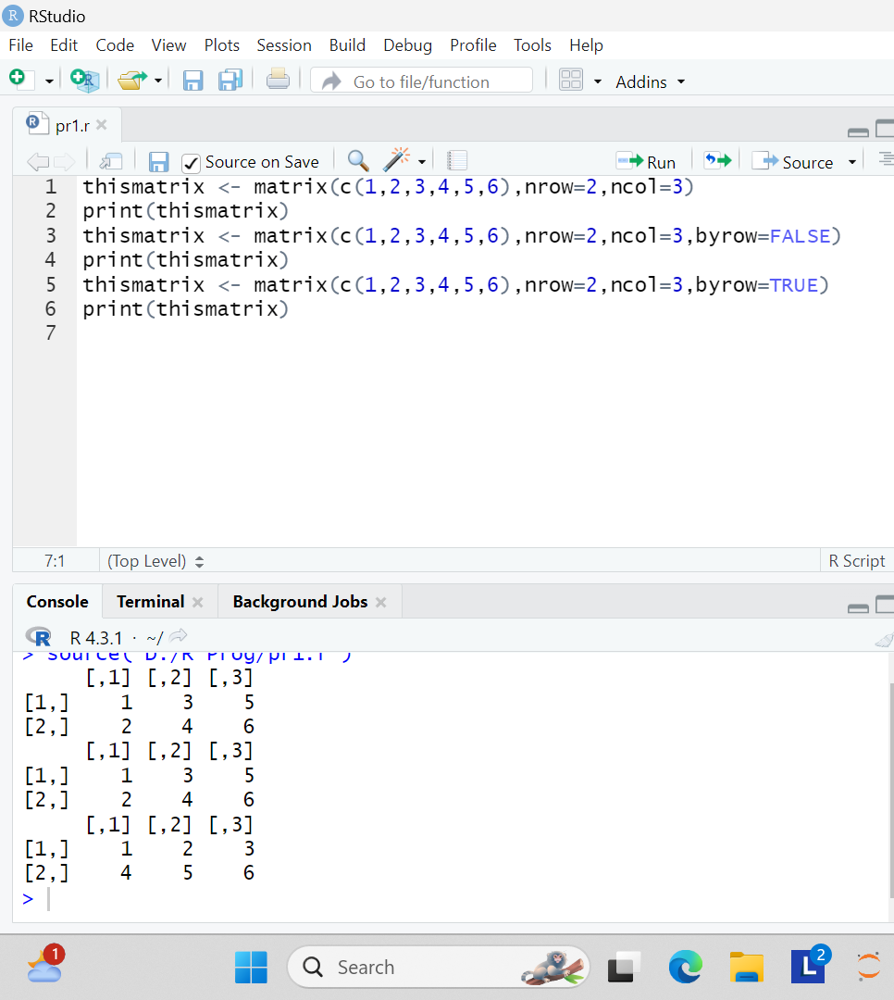 R RStudio
File Edit Code View Plots Session Build Debug Profile Tools Help
R Go to file/function Addins
R pr1.r
Source on Save Run Source
1 thismatrix <- matrix(c(1,2,3,4,5,6),nrow=2,ncol=3)
2 print(thismatrix)
3 thismatrix <- matrix(c(1,2,3,4,5,6),nrow=2,ncol=3,byrow=FALSE)
4 print(thismatrix)
5 thismatrix <- matrix(c(1,2,3,4,5,6),nrow=2,ncol=3,byrow=TRUE)
6 print(thismatrix)
7
7:1 (Top Level) R Script
Console Terminal Background Jobs
R R 4.3.1 · ~/
> source("D:/R Prog/pr1.r")
[,1] [,2] [,3]
[1,] 1 3 5
[2,] 2 4 6
[,1] [,2] [,3]
[1,] 1 3 5
[2,] 2 4 6
[,1] [,2] [,3]
[1,] 1 2 3
[2,] 4 5 6
>
1 Search L 2